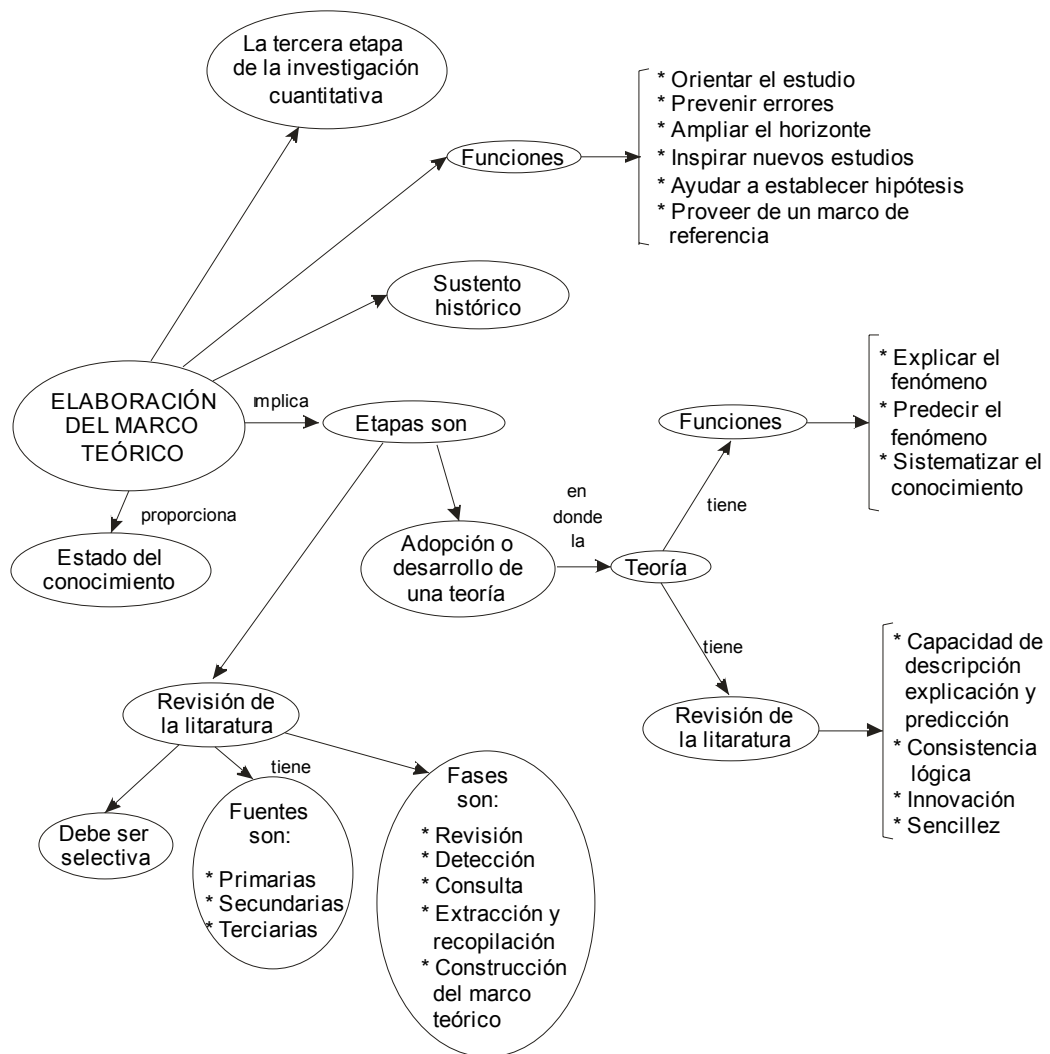 La tercera etapa
de la investigación
cuantitativa
Funciones
* Orientar el estudio
* Prevenir errores
* Ampliar el horizonte
* Inspirar nuevos estudios
* Ayudar a establecer hipótesis
* Proveer de un marco de
referencia
Sustento
histórico
ELABORACIÓN
DEL MARCO
TEÓRICO
implica
Etapas son
Funciones
* Explicar el
fenómeno
* Predecir el
fenómeno
* Sistematizar el
conocimiento
tiene
proporciona
Estado del
conocimiento
Adopción o
desarrollo de
una teoría
en
donde
la
Teoría
tiene
Revisión de
la litaratura
* Capacidad de
descripción
explicación y
predicción
* Consistencia
lógica
* Innovación
* Sencillez
Revisión de
la litaratura
Debe ser
selectiva
tiene
Fuentes
son:
* Primarias
* Secundarias
* Terciarias
Fases
son:
* Revisión
* Detección
* Consulta
* Extracción y
recopilación
* Construcción
del marco
teórico